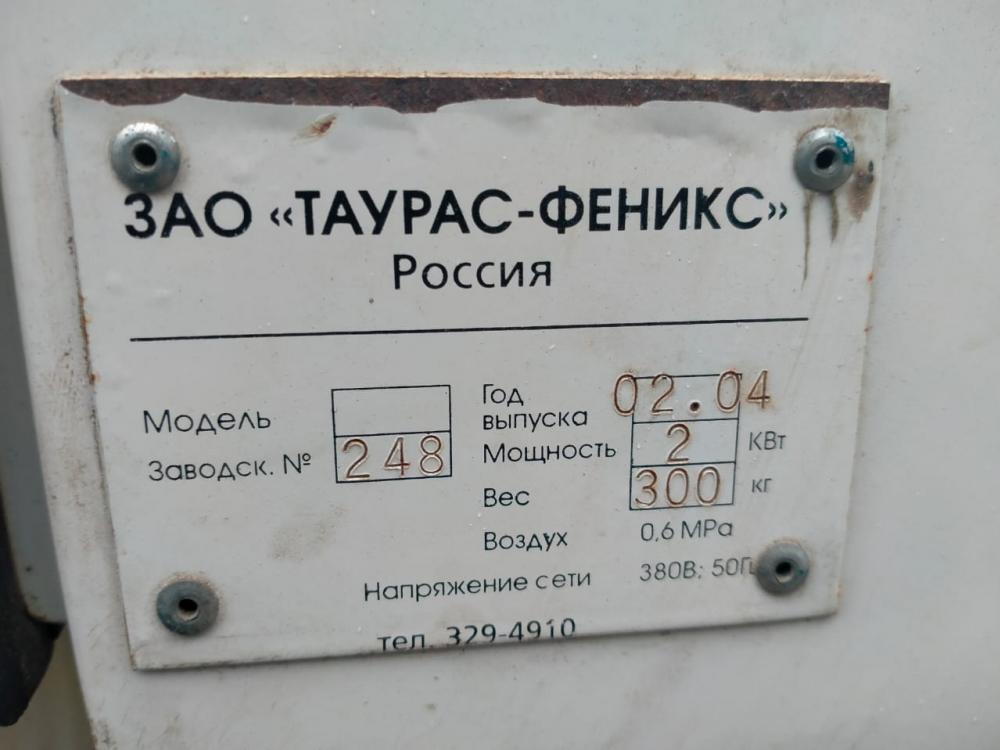 ЗАО «ТАУРАС-ФЕНИКС»
Россия
Модель
Заводск. № 248
Год выпуска 02.04
Мощность 2 КВт
Вес 300 кг
Воздух 0,6 MPa
Напряжение сети 380В; 50Г
тел. 329-4910